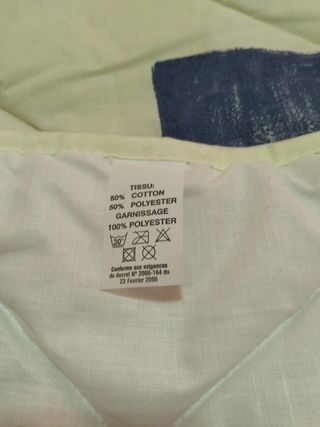 TISSU:
50% COTTON
50% POLYESTER
GARNISSAGE
100% POLYESTER
30°
Conforme aux exigences
du decret N° 2000-164 du
23 Février 2000